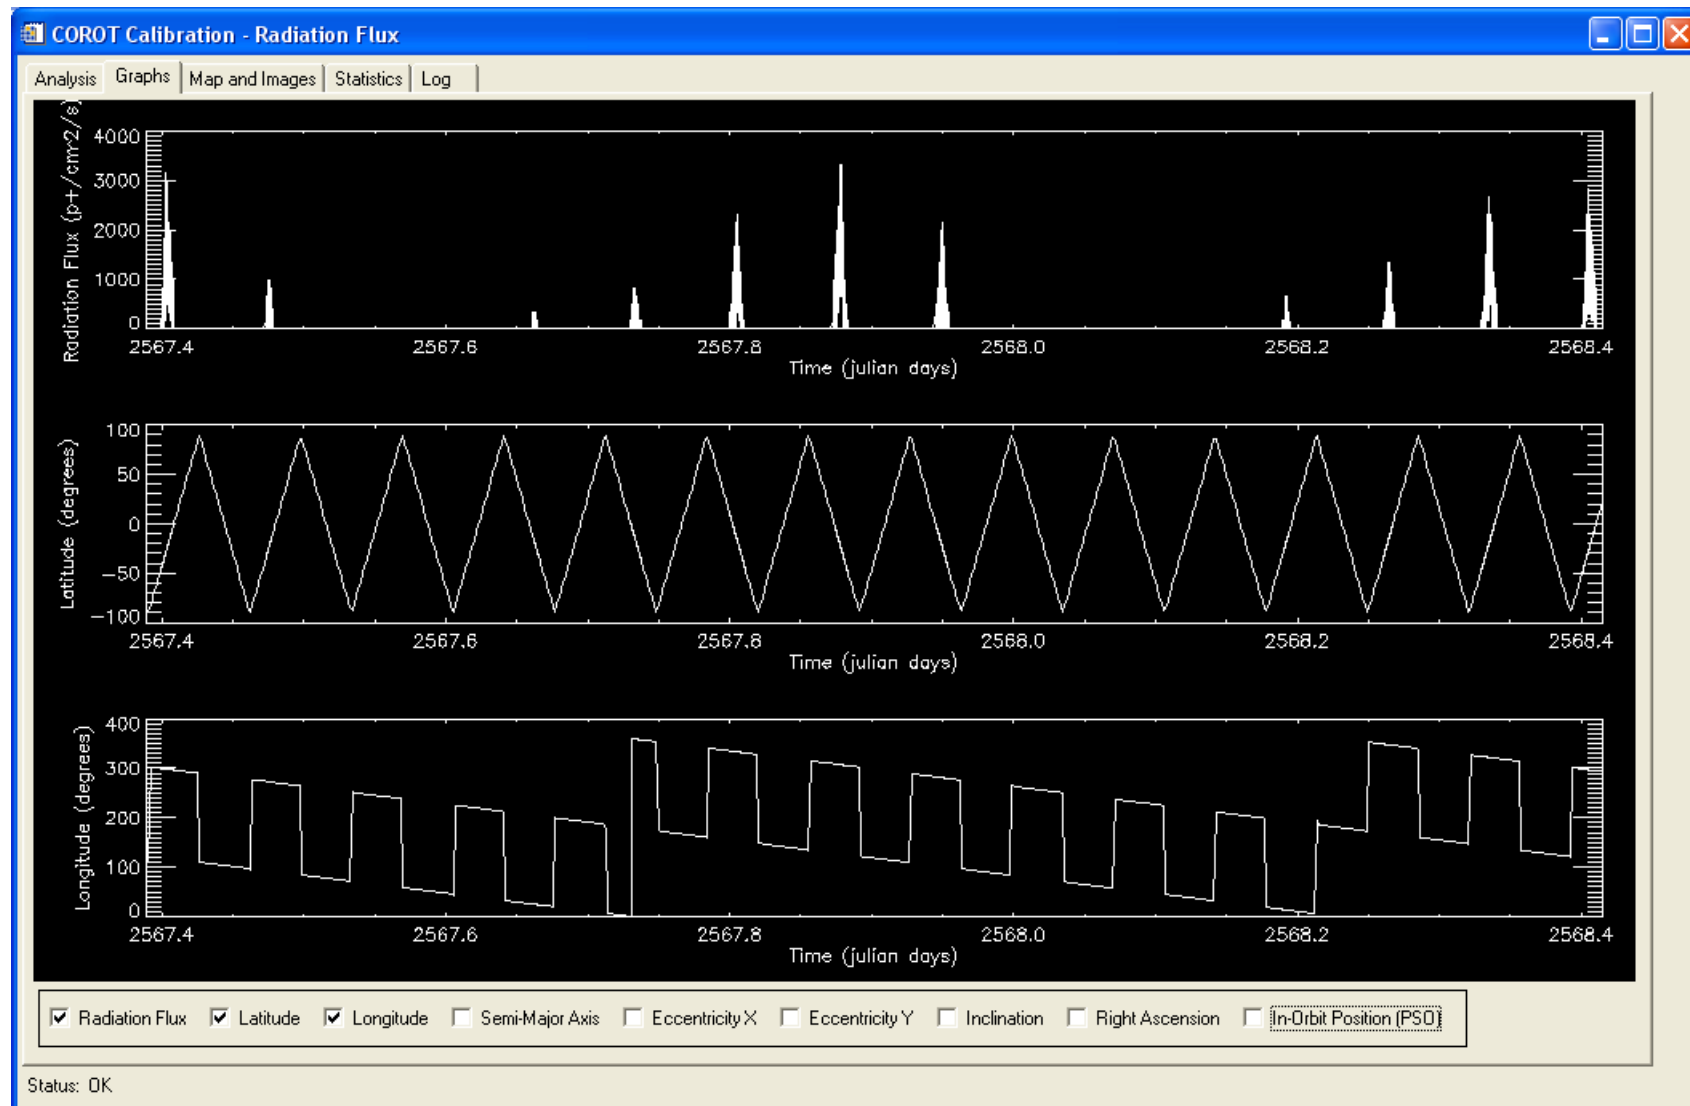 COROT Calibration - Radiation Flux
Analysis Graphs Map and Images Statistics Log
Radiation Flux (p+/cm2/s)
4000
3000
2000
1000
0
2567.4 2567.6 2567.8 2568.0 2568.2 2568.4
Time (julian days)
Latitude (degrees)
100
50
0
-50
-100
2567.4 2567.6 2567.8 2568.0 2568.2 2568.4
Time (julian days)
Longitude (degrees)
400
300
200
100
0
2567.4 2567.6 2567.8 2568.0 2568.2 2568.4
Time (julian days)
Radiation Flux Latitude Longitude Semi-Major Axis Eccentricity X Eccentricity Y Inclination Right Ascension In-Orbit Position (PSO)
Status: OK